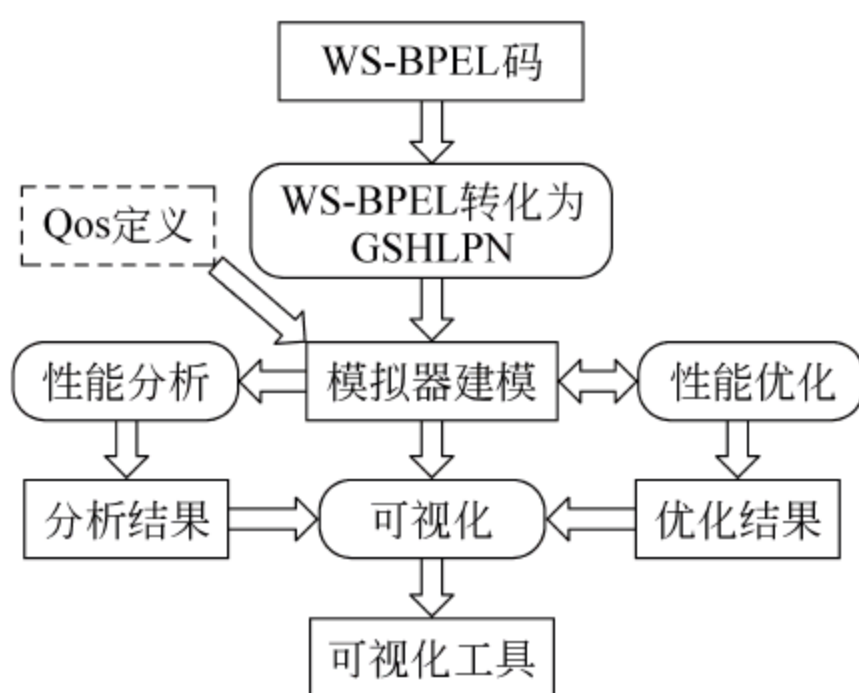 WS-BPEL码
WS-BPEL转化为
GSHLPN
Qos定义
性能分析
模拟器建模
性能优化
分析结果
可视化
优化结果
可视化工具